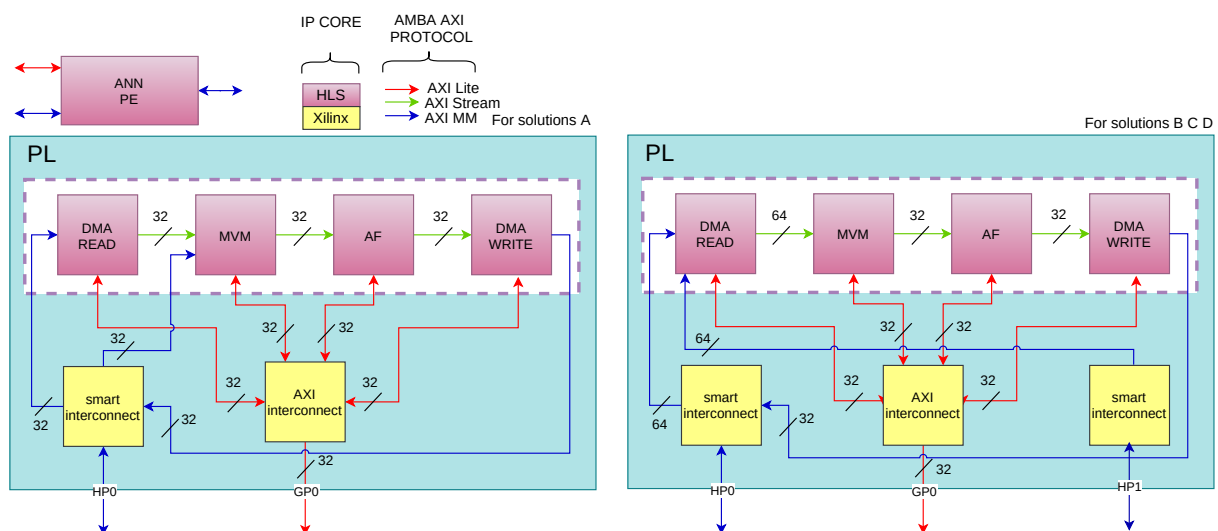 IP CORE
AMBA AXI
PROTOCOL
ANN
PE
HLS
Xilinx
AXI Lite
AXI Stream
AXI MM
For solutions A
PL
DMA
READ
32
MVM
32
AF
32
DMA
WRITE
32
32
32
32
32
32
32
smart
interconnect
AXI
interconnect
32
HP0
GP0
For solutions B C D
PL
DMA
READ
64
MVM
32
AF
32
DMA
WRITE
64
32
32
32
32
64
32
smart
interconnect
AXI
interconnect
smart
interconnect
32
HP0
GP0
HP1